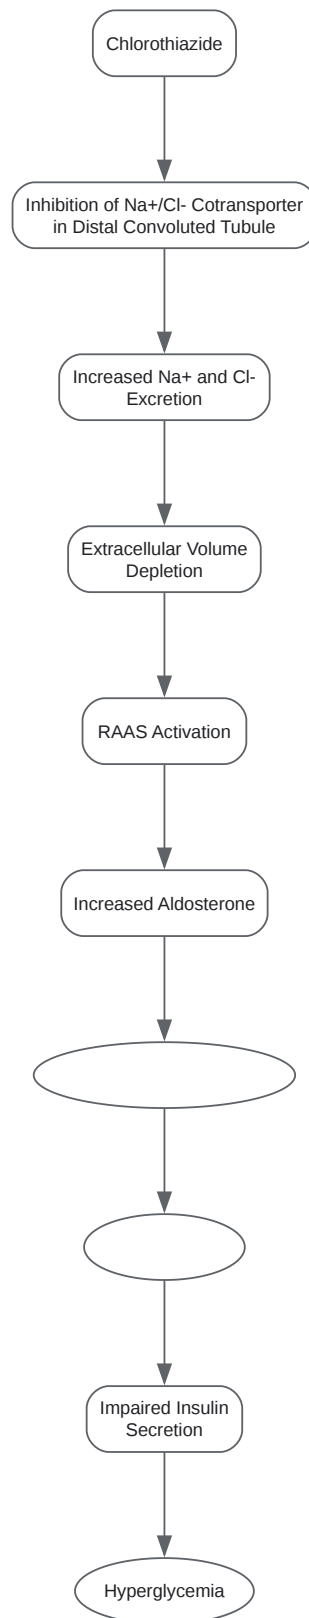 Chlorothiazide
Inhibition of Na+/Cl- Cotransporter
in Distal Convoluted Tubule
Increased Na+ and Cl-
Excretion
Extracellular Volume
Depletion
RAAS Activation
Increased Aldosterone
Impaired Insulin
Secretion
Hyperglycemia